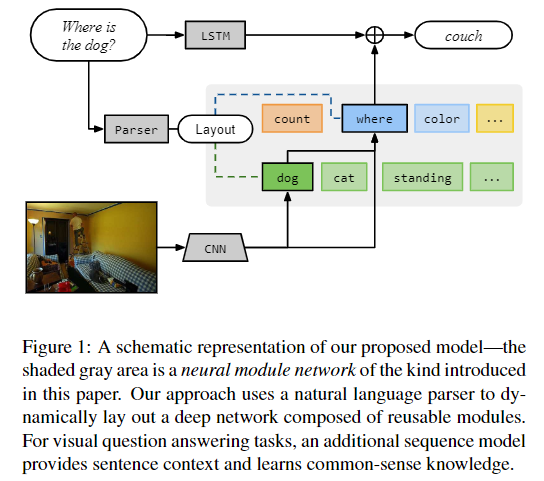 Where is
the dog?
LSTM
couch
Parser
Layout
count
where
color
...
dog
cat
standing
...
CNN
Figure 1: A schematic representation of our proposed model—the
shaded gray area is a neural module network of the kind introduced
in this paper. Our approach uses a natural language parser to dy-
namically lay out a deep network composed of reusable modules.
For visual question answering tasks, an additional sequence model
provides sentence context and learns common-sense knowledge.